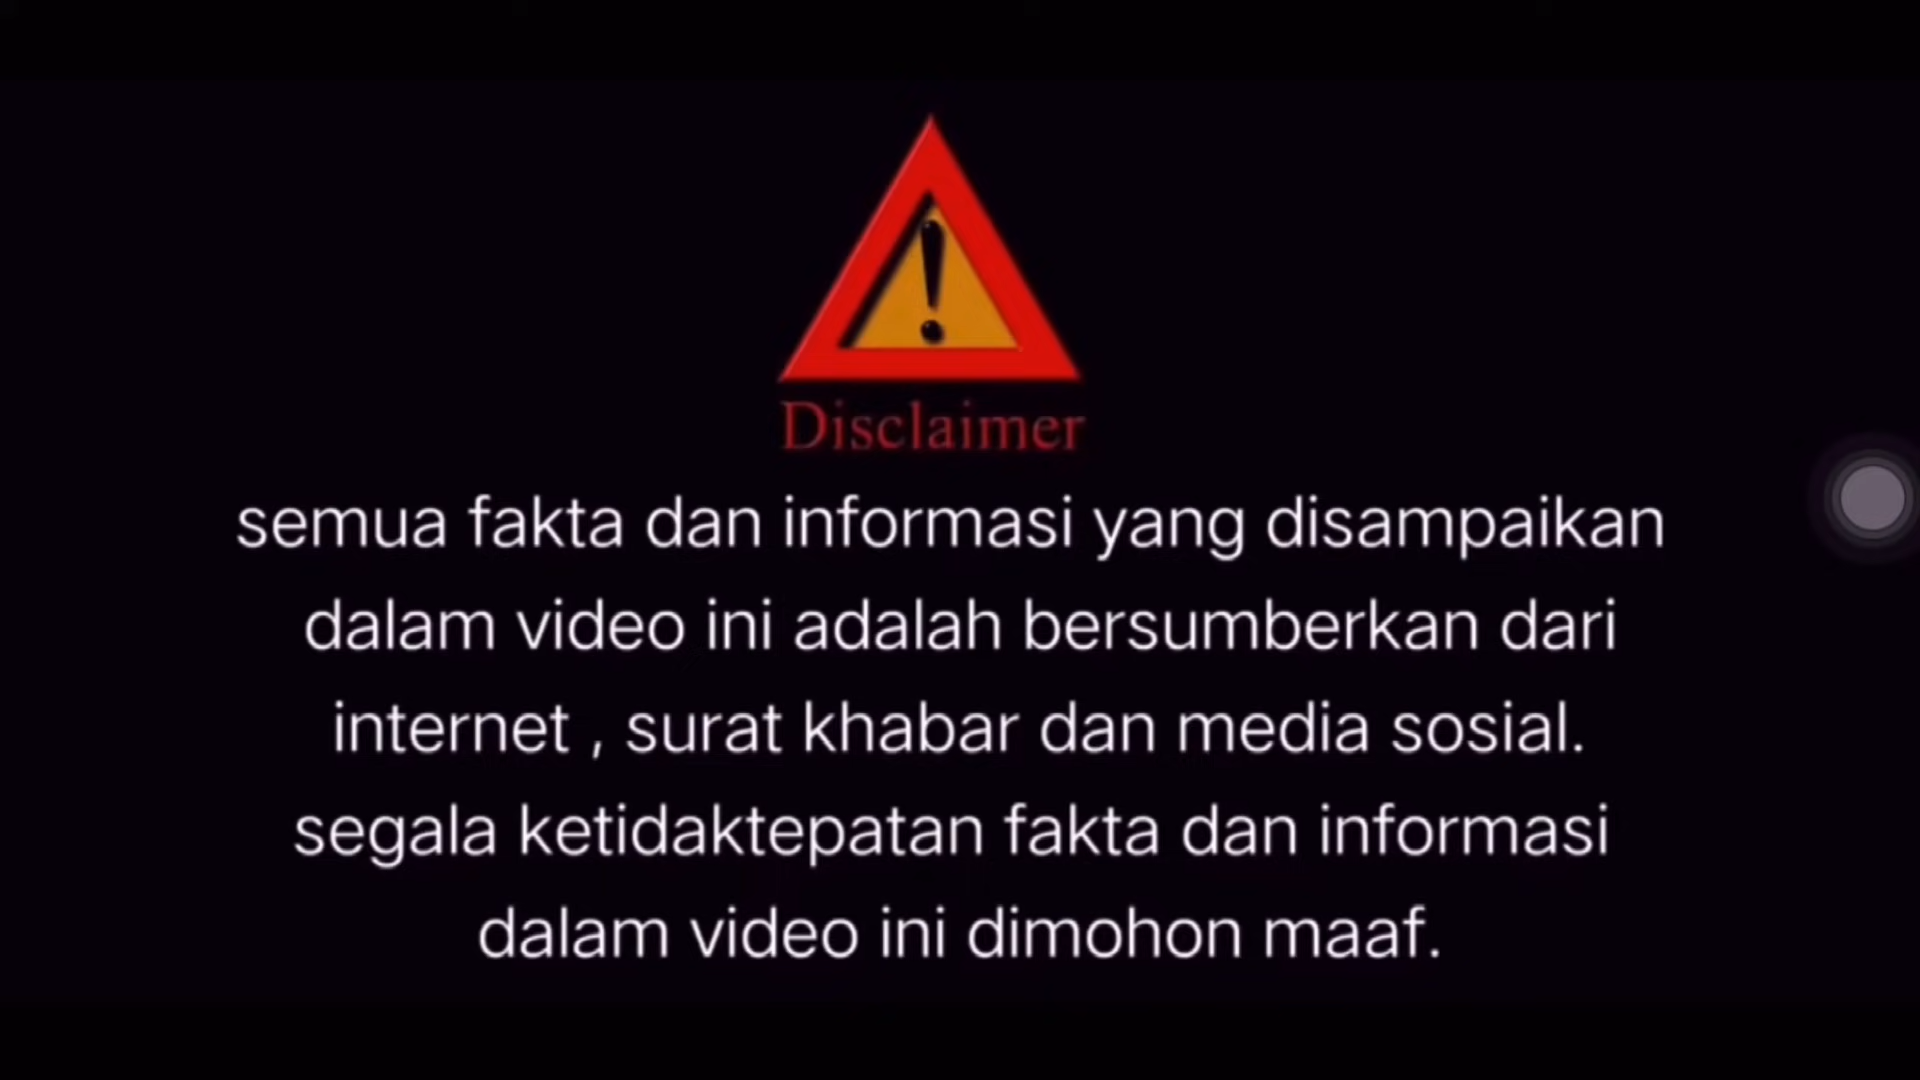 Disclaimer
semua fakta dan informasi yang disampaikan
dalam video ini adalah bersumberkan dari
internet , surat khabar dan media sosial.
segala ketidaktepatan fakta dan informasi
dalam video ini dimohon maaf.